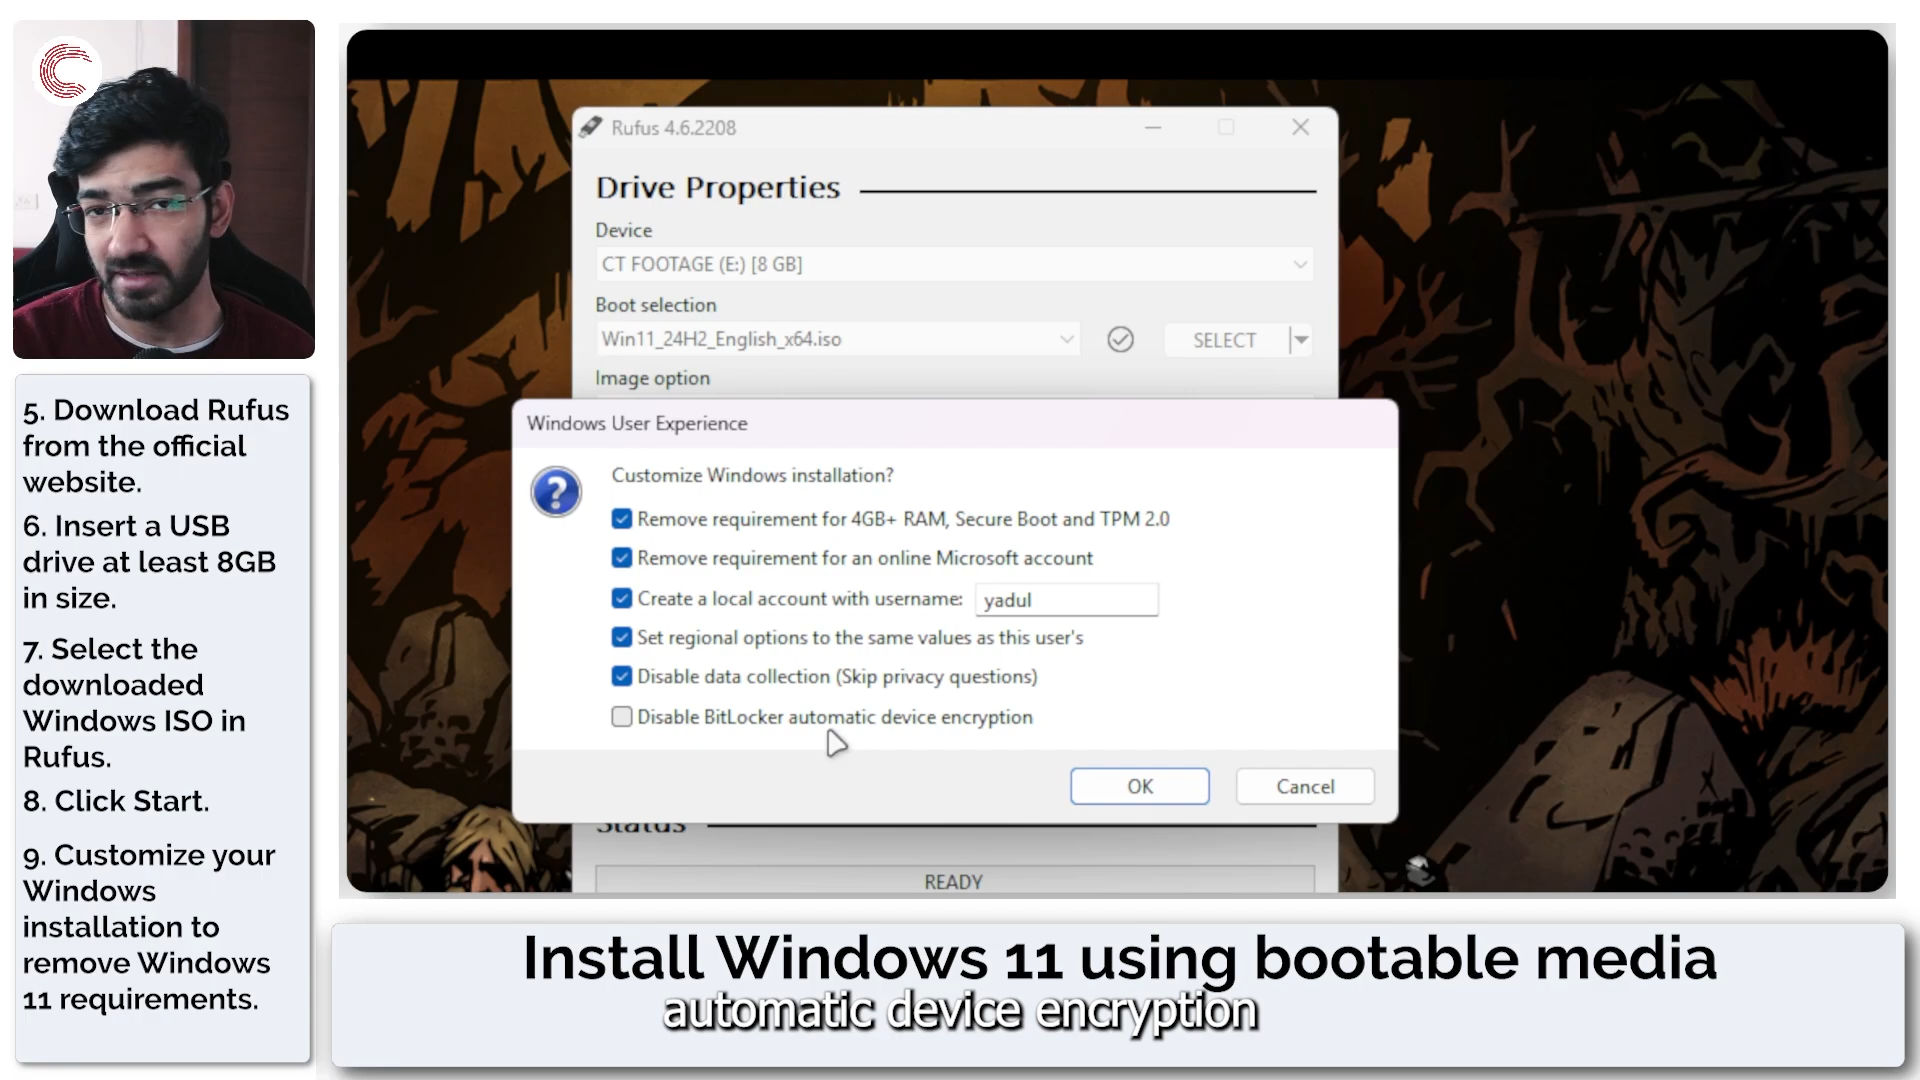 5. Download Rufus
from the official
website.
6. Insert a USB
drive at least 8GB
in size.
7. Select the
downloaded
Windows ISO in
Rufus.
8. Click Start.
9. Customize your
Windows
installation to
remove Windows
11 requirements.
Rufus 4.6.2208
Drive Properties
Device
CT FOOTAGE (E:) [8 GB]
Boot selection
Win11_24H2_English_x64.iso
SELECT
Image option
Windows User Experience
Customize Windows installation?
Remove requirement for 4GB+ RAM, Secure Boot and TPM 2.0
Remove requirement for an online Microsoft account
Create a local account with username: yadul
Set regional options to the same values as this user's
Disable data collection (Skip privacy questions)
Disable BitLocker automatic device encryption
OK Cancel
Status
READY
Install Windows 11 using bootable media
automatic device encryption